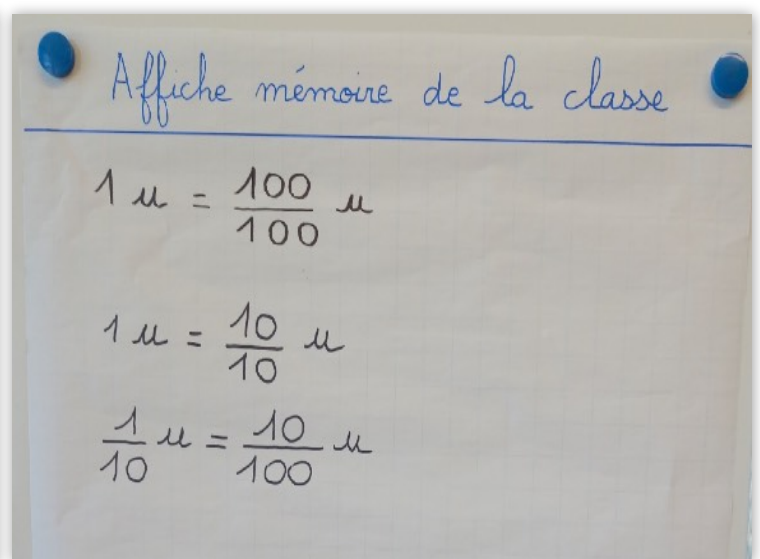 Affiche mémoire de la classe
1 u = 100/100 u
1 u = 10/10 u
1/10 u = 10/100 u